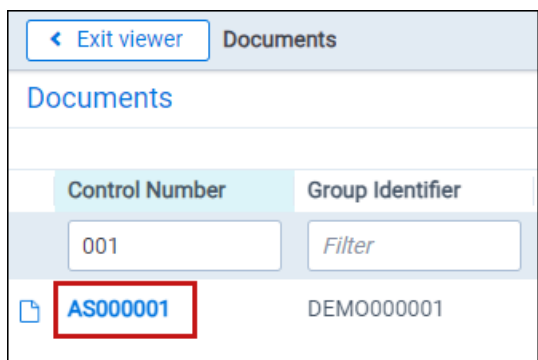 Exit viewer Documents
Documents
Control Number Group Identifier
001 Filter
AS000001 DEMO000001